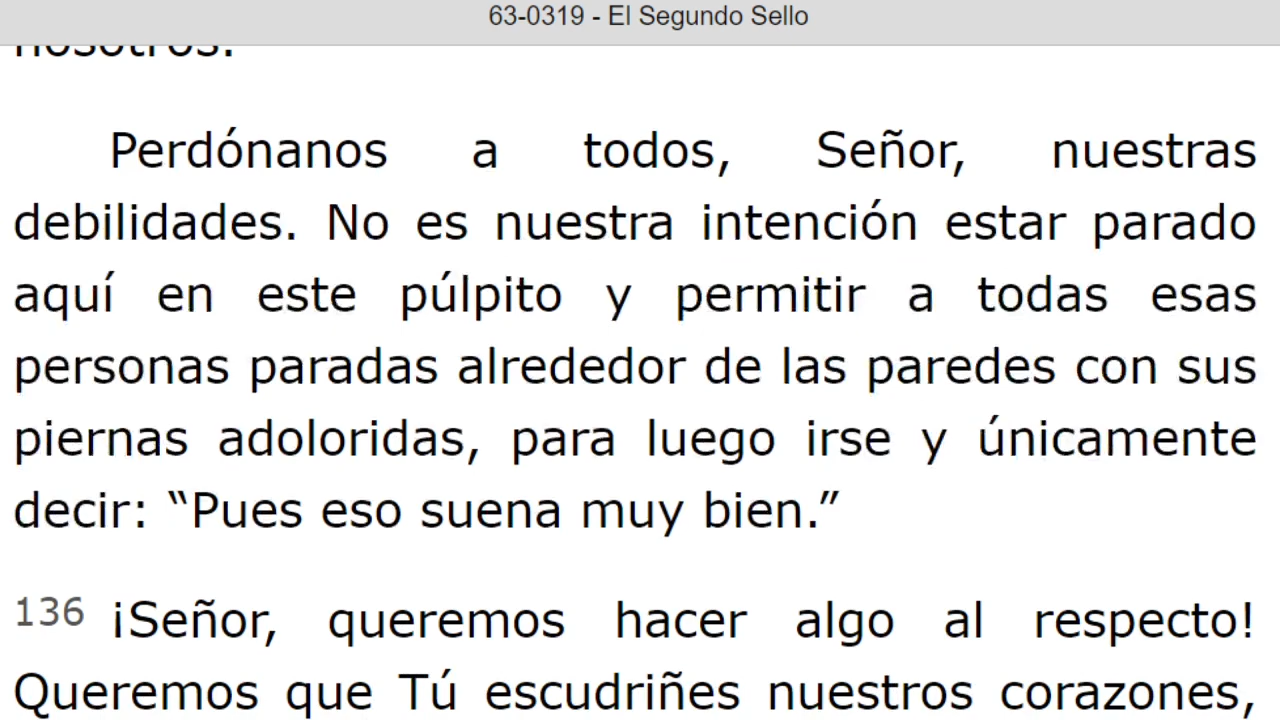 63-0319 - El Segundo Sello
nosotros.
Perdónanos a todos, Señor, nuestras
debilidades. No es nuestra intención estar parado
aquí en este púlpito y permitir a todas esas
personas paradas alrededor de las paredes con sus
piernas adoloridas, para luego irse y únicamente
decir: “Pues eso suena muy bien.”
136 ¡Señor, queremos hacer algo al respecto!
Queremos que Tú escudriñes nuestros corazones,